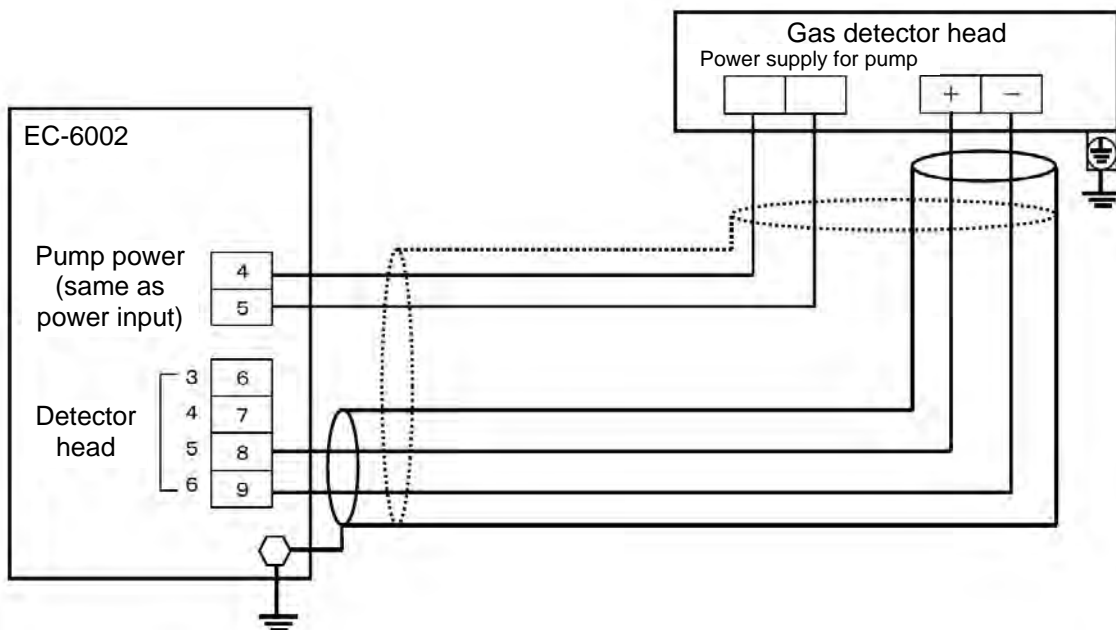 Gas detector head
Power supply for pump
+ −
EC-6002
Pump power
(same as
power input)
4
5
Detector
head
3 6
4 7
5 8
6 9